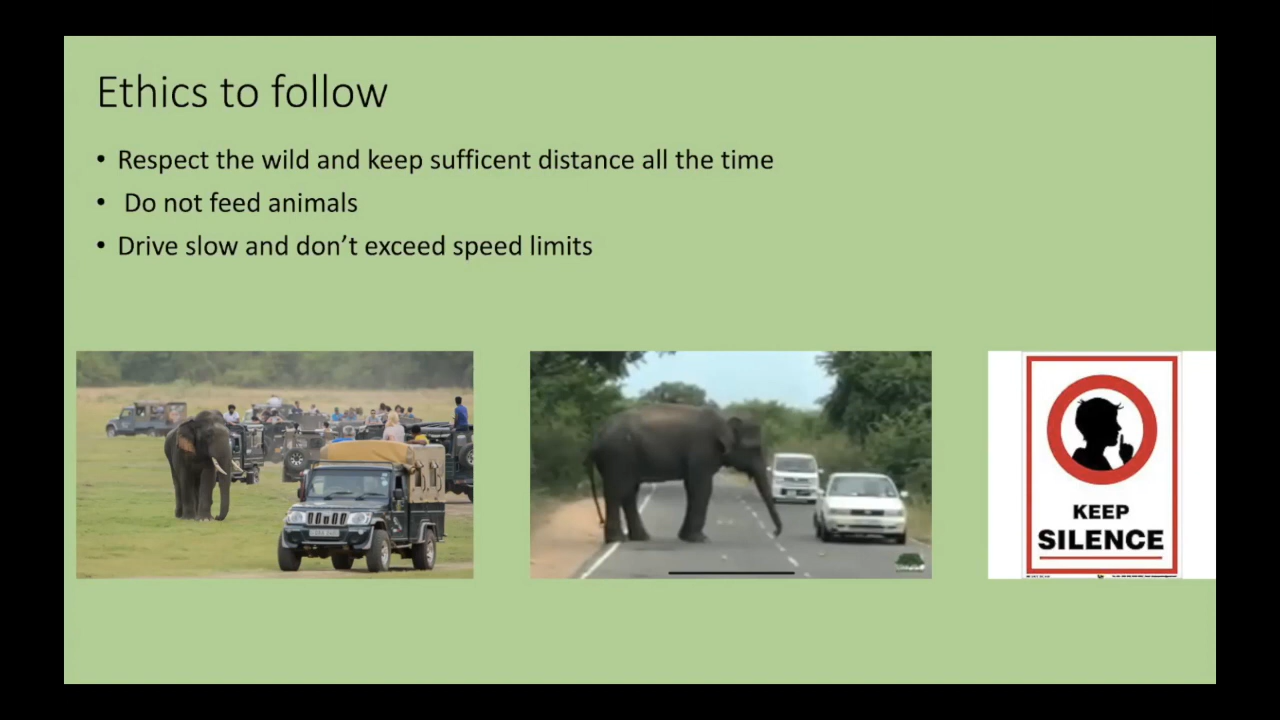 Ethics to follow
• Respect the wild and keep sufficent distance all the time
• Do not feed animals
• Drive slow and don’t exceed speed limits
KEEP
SILENCE